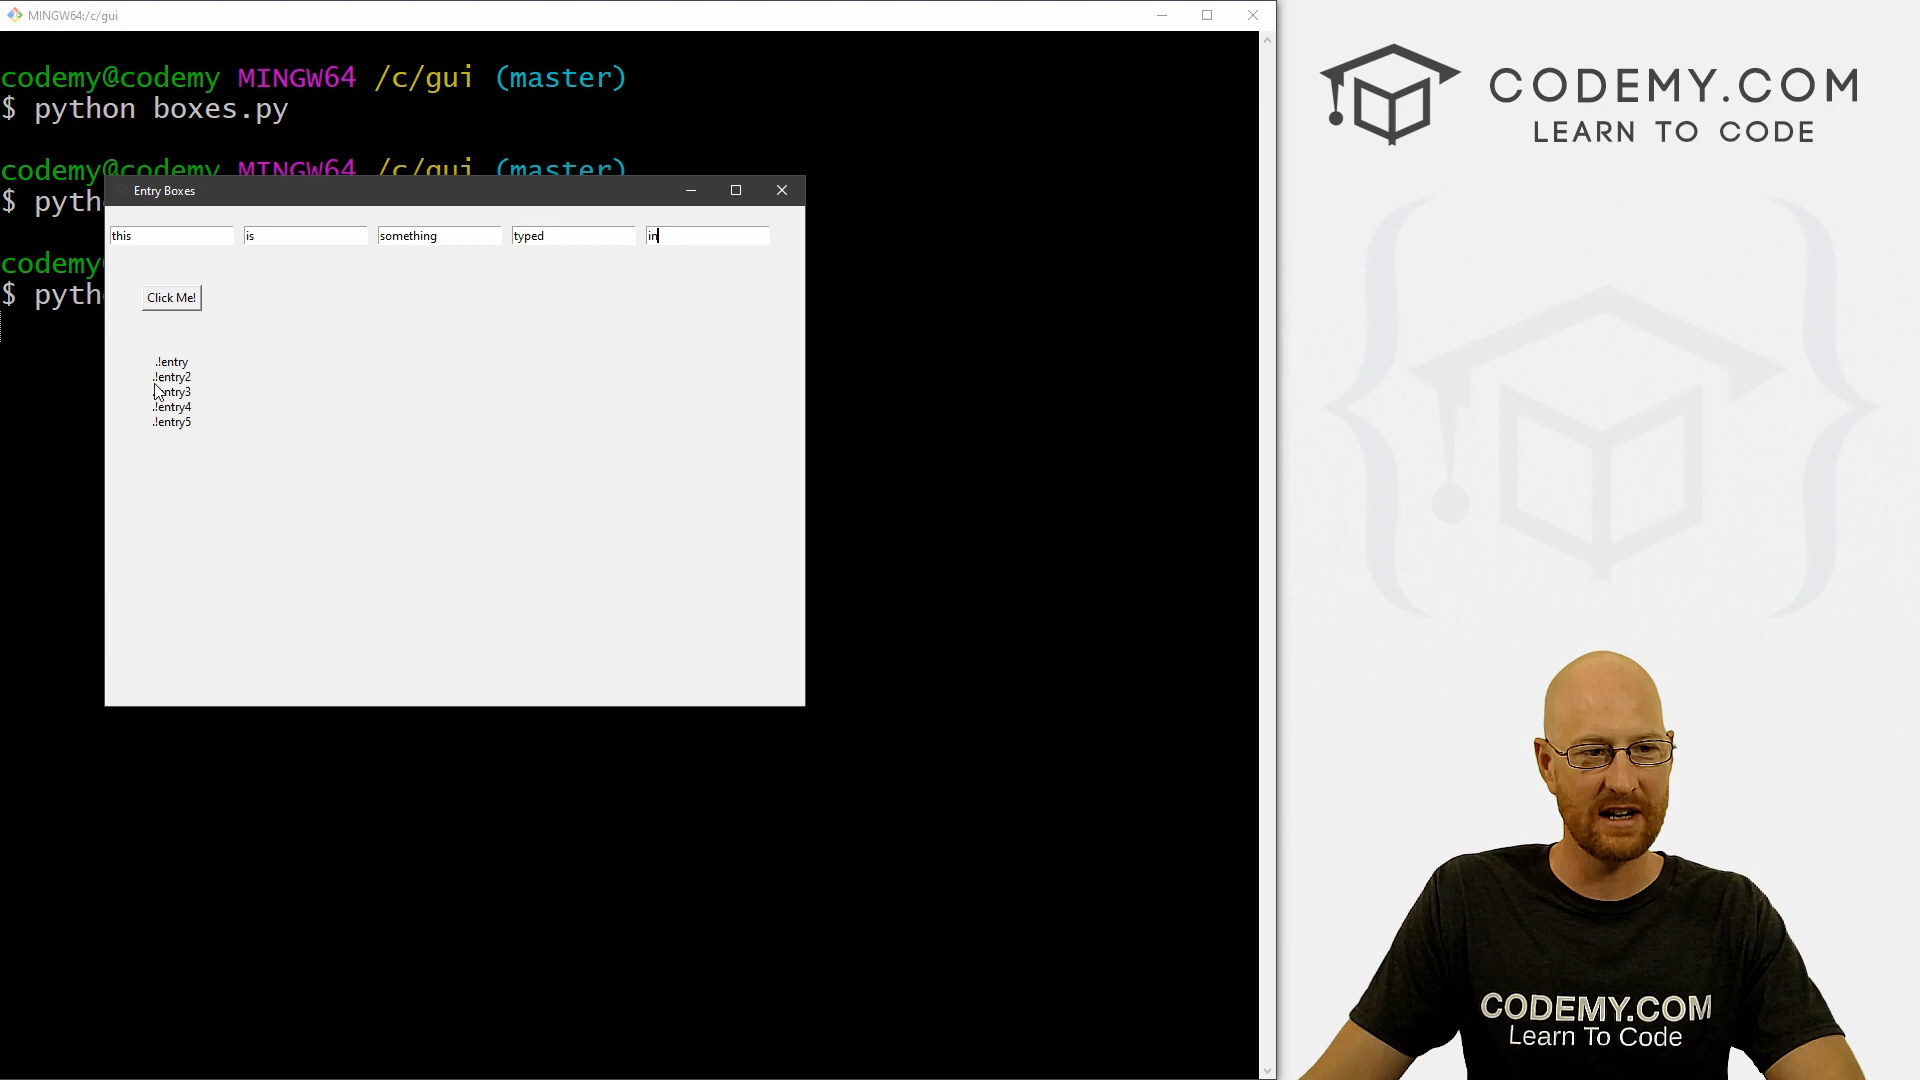 MINGW64:/c/gui
codemy@codemy MINGW64 /c/gui (master)
$ python boxes.py
codemy@codemy MINGW64 /c/gui (master)
$ pyth
codemy
$ pyth
Entry Boxes
this is something typed in
Click Me!
.!entry
.!entry2
.!entry3
.!entry4
.!entry5
CODEMY.COM
LEARN TO CODE
CODEMY.COM
Learn To Code